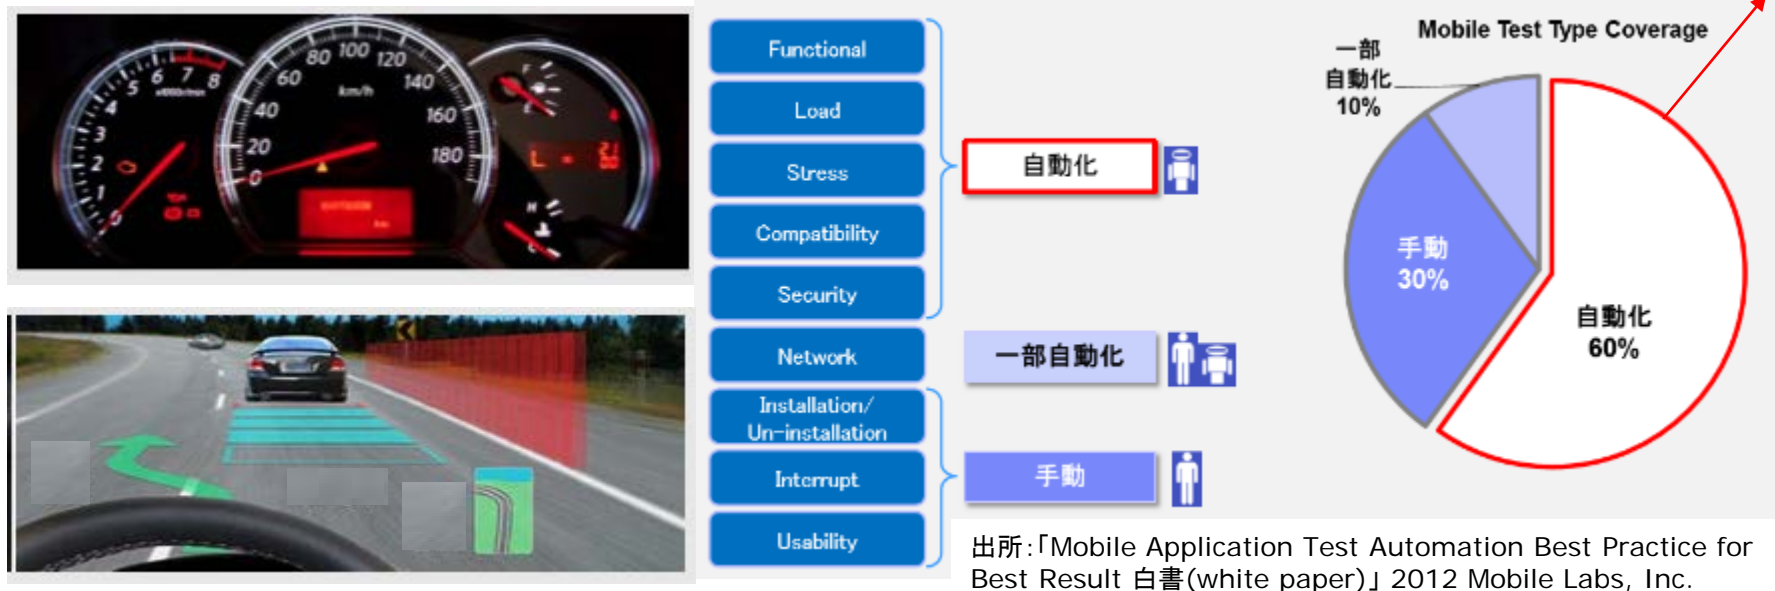 120
100
80
140
60
km/h
40
160
20
180
0
8
7
6
5
x1000r/min
4
3
2
1
0
F
E
H
C
Functional
Load
Stress
Compatibility
Security
Network
Installation/
Un-installation
Interrupt
Usability
自動化
一部自動化
手動
Mobile Test Type Coverage
一部
自動化
10%
手動
30%
自動化
60%
出所:「Mobile Application Test Automation Best Practice for
Best Result 白書(white paper)」 2012 Mobile Labs, Inc.